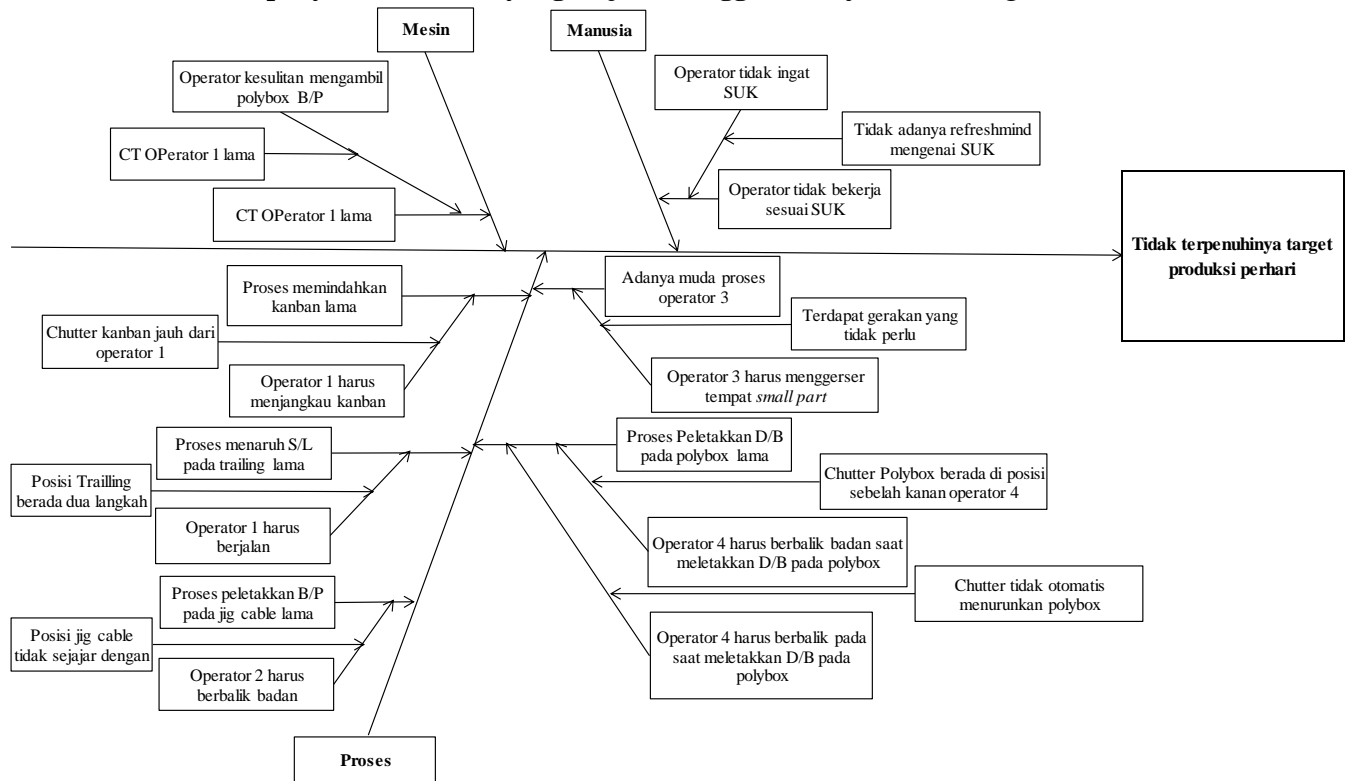 Mesin
Manusia
Operator kesulitan mengambil
polybox B/P
CT OPerator 1 lama
CT OPerator 1 lama
Operator tidak ingat
SUK
Tidak adanya refreshmind
mengenai SUK
Operator tidak bekerja
sesuai SUK
Tidak terpenuhinya target
produksi perhari
Proses memindahkan
kanban lama
Chutter kanban jauh dari
operator 1
Operator 1 harus
menjangkau kanban
Adanya muda proses
operator 3
Terdapat gerakan yang
tidak perlu
Operator 3 harus menggerser
tempat small part
Proses menaruh S/L
pada trailing lama
Posisi Trailling
berada dua langkah
Operator 1 harus
berjalan
Proses Peletakkan D/B
pada polybox lama
Chutter Polybox berada di posisi
sebelah kanan operator 4
Operator 4 harus berbalik badan saat
meletakkan D/B pada polybox
Chutter tidak otomatis
menurunkan polybox
Operator 4 harus berbalik pada
saat meletakkan D/B pada
polybox
Proses peletakkan B/P
pada jig cable lama
Posisi jig cable
tidak sejajar dengan
Operator 2 harus
berbalik badan
Proses